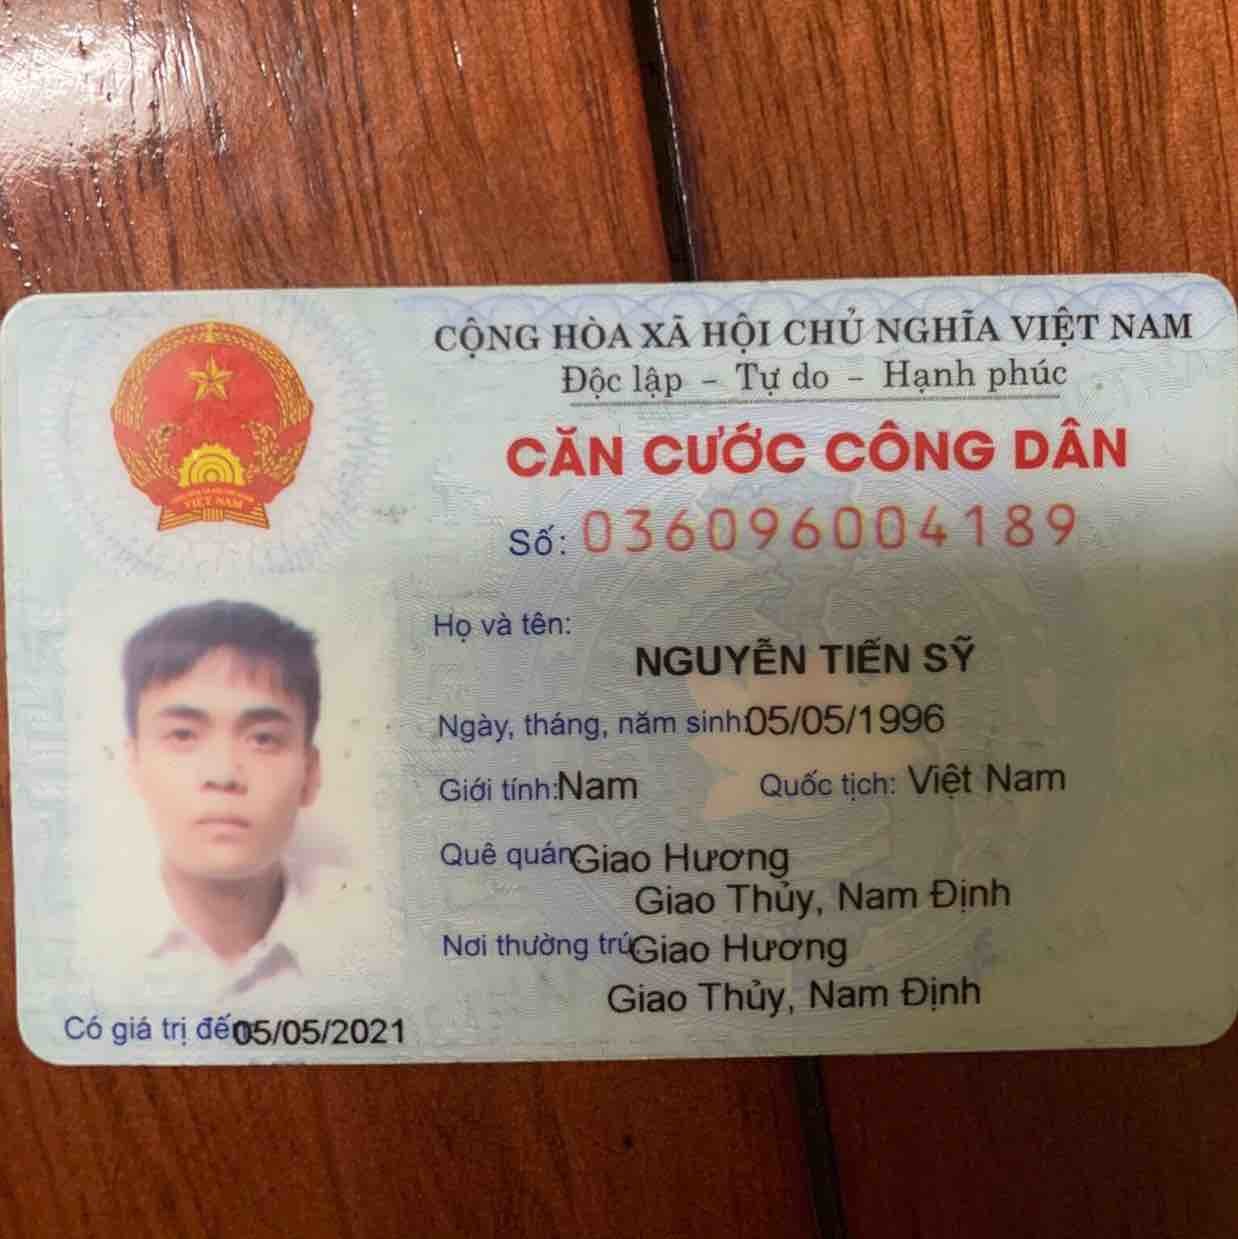 CỘNG HÒA XÃ HỘI CHỦ NGHĨA VIỆT NAM
Độc lập – Tự do – Hạnh phúc
CĂN CƯỚC CÔNG DÂN
Số: 036096004189
VIỆT NAM
Họ và tên:
NGUYỄN TIẾN SỸ
Ngày, tháng, năm sinh:05/05/1996
Giới tính:Nam Quốc tịch: Việt Nam
Quê quán Giao Hương
Giao Thủy, Nam Định
Nơi thường trú Giao Hương
Giao Thủy, Nam Định
Có giá trị đến 05/05/2021